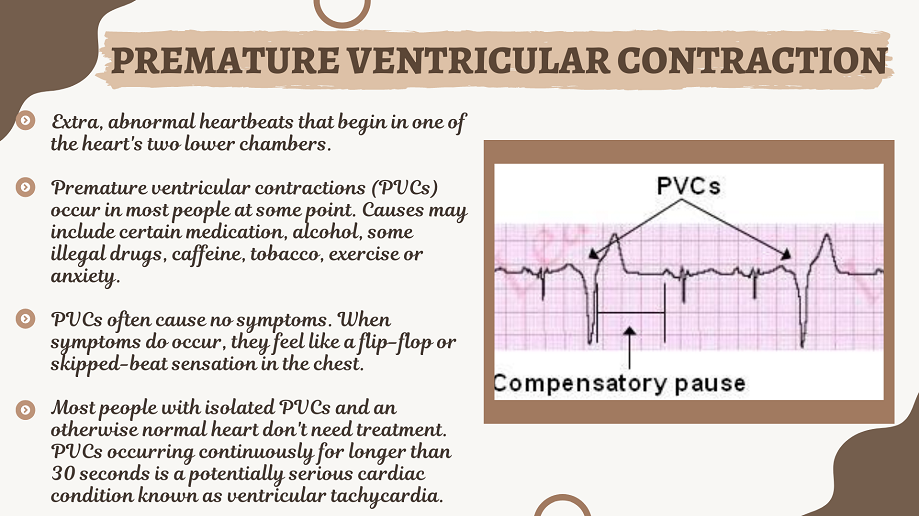 PREMATURE VENTRICULAR CONTRACTION
Extra, abnormal heartbeats that begin in one of
the heart's two lower chambers.
Premature ventricular contractions (PVCs)
occur in most people at some point. Causes may
include certain medication, alcohol, some
illegal drugs, caffeine, tobacco, exercise or
anxiety.
PVCs often cause no symptoms. When
symptoms do occur, they feel like a flip-flop or
skipped-beat sensation in the chest.
Most people with isolated PVCs and an
otherwise normal heart don't need treatment.
PVCs occurring continuously for longer than
30 seconds is a potentially serious cardiac
condition known as ventricular tachycardia.
PVCs
Compensatory pause